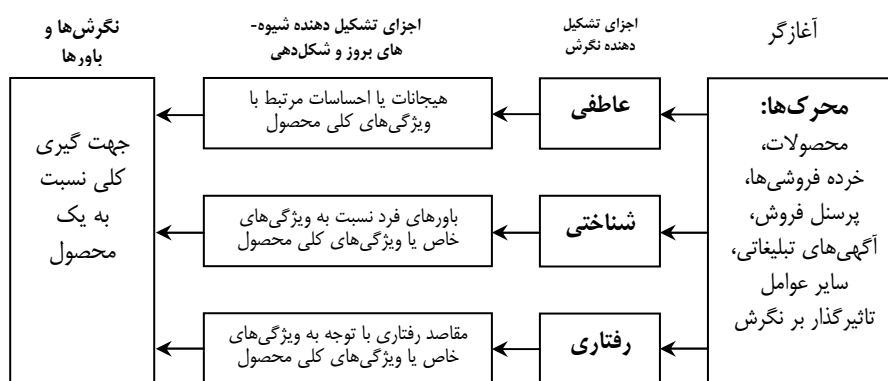 آغازگر
اجزای تشکیل
دهنده نگرش
اجزای تشکیل دهنده شیوه-
های بروز و شکل‌دهی
نگرش‌ها و
باورها
محرک‌ها:
محصولات،
خرده فروشی‌ها،
پرسنل فروش،
آگهی‌های تبلیغاتی،
سایر عوامل
تاثیرگذار بر نگرش
عاطفی
هیجانات یا احساسات مرتبط با
ویژگی‌های کلی محصول
شناختی
باورهای فرد نسبت به ویژگی‌های
خاص یا ویژگی‌های کلی محصول
رفتاری
مقاصد رفتاری با توجه به ویژگی‌های
خاص یا ویژگی‌های کلی محصول
جهت گیری
کلی نسبت
به یک
محصول